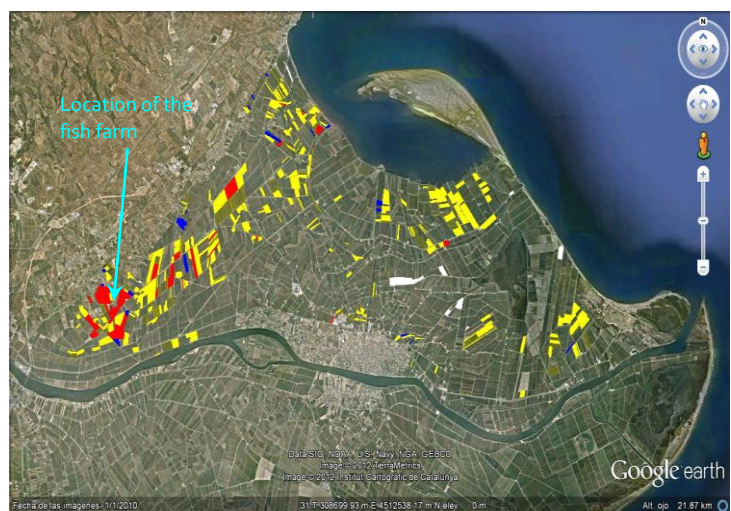 N
Location of the
fish farm
Data SIO, NOAA, U.S. Navy, NGA, GEBCO
Image © 2012 TerraMetrics
Image © 2012 Institut Cartogràfic de Catalunya
Google earth
Fecha de las imágenes: 1/1/2010
31 T 308699.93 m E 4512538.17 m N elev. 0 m
Alt. ojo 21.87 km